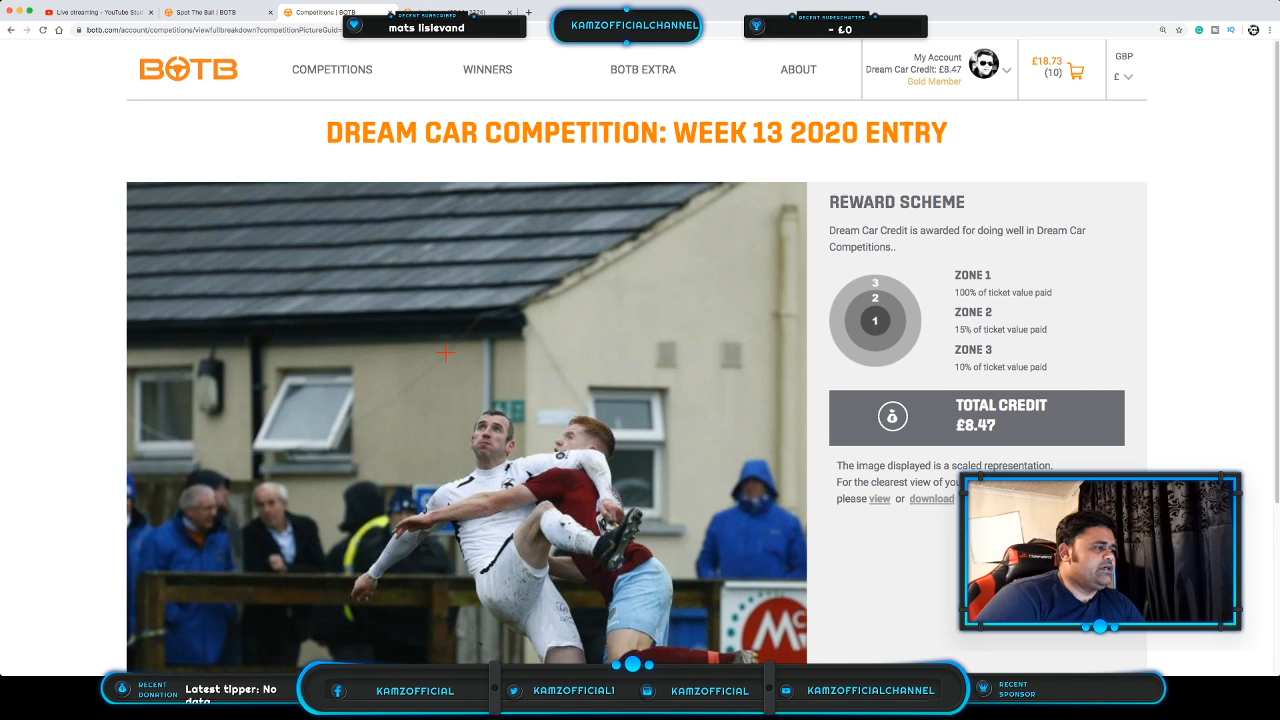 RECENT SUBSCRIBER
mats lislevand
KAMZOFFICIALCHANNEL
RECENT SUPERCHATTER
- £0
Live streaming - YouTube Stud
Spot The Ball | BOTB
Competitions | BOTB
botb.com/account/competitions/viewfullbreakdown?competitionPictureGuid=
BOTB
COMPETITIONS
WINNERS
BOTB EXTRA
ABOUT
My Account
Dream Car Credit: £8.47
Gold Member
£18.73
(10)
GBP
£
DREAM CAR COMPETITION: WEEK 13 2020 ENTRY
REWARD SCHEME
Dream Car Credit is awarded for doing well in Dream Car
Competitions..
3
2
1
ZONE 1
100% of ticket value paid
ZONE 2
15% of ticket value paid
ZONE 3
10% of ticket value paid
TOTAL CREDIT
£8.47
The image displayed is a scaled representation.
For the clearest view of you
please view or download
Mc
RECENT
DONATION
Latest tipper: No
data
KAMZOFFICIAL
KAMZOFFICIAL1
KAMZOFFICIAL
KAMZOFFICIALCHANNEL
RECENT
SPONSOR